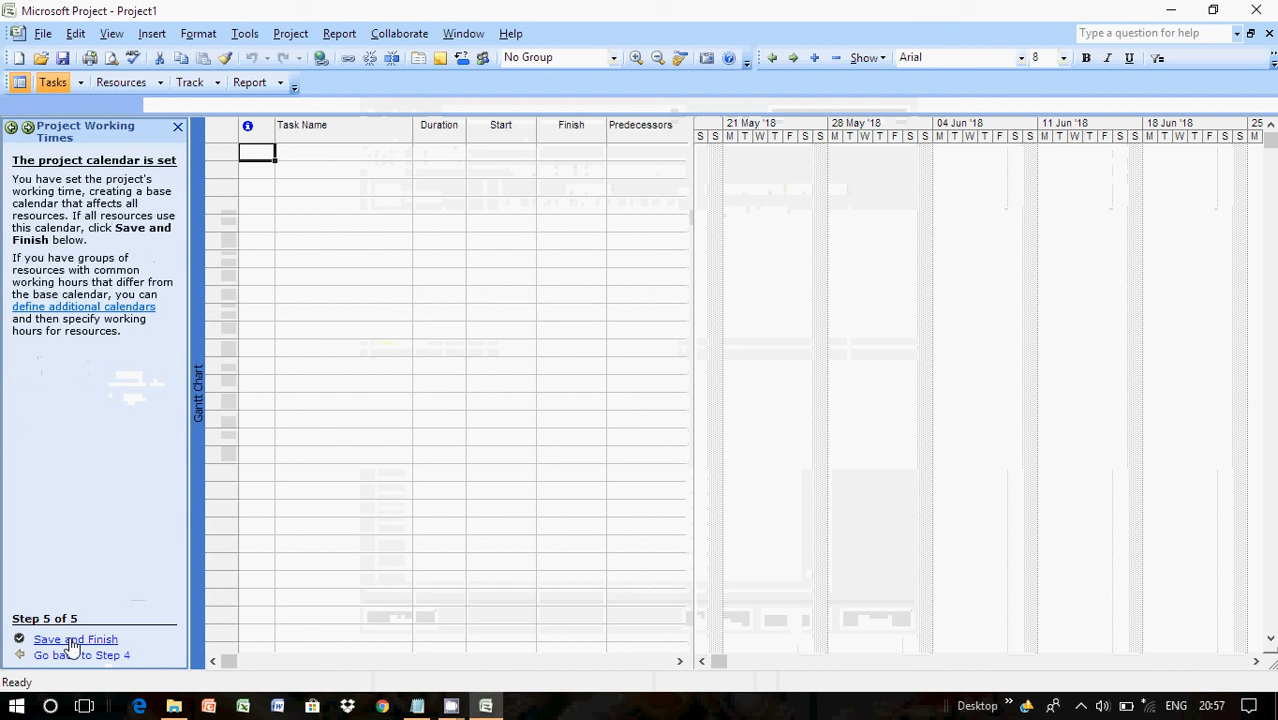 Microsoft Project - Project1
File Edit View Insert Format Tools Project Report Collaborate Window Help
Type a question for help
No Group
Show
Arial
8
B I U
Tasks Resources Track Report
Project Working
Times
The project calendar is set
You have set the project's
working time, creating a base
calendar that affects all
resources. If all resources use
this calendar, click Save and
Finish below.
If you have groups of
resources with common
working hours that differ from
the base calendar, you can
define additional calendars
and then specify working
hours for resources.
Step 5 of 5
Save and Finish
Go back to Step 4
Gantt Chart
Task Name Duration Start Finish Predecessors
21 May '18 28 May '18 04 Jun '18 11 Jun '18 18 Jun '18 25
S S M T W T F S S M T W T F S S M T W T F S S M T W T F S S M T W T F S S M T
Ready
Desktop
ENG
20:57